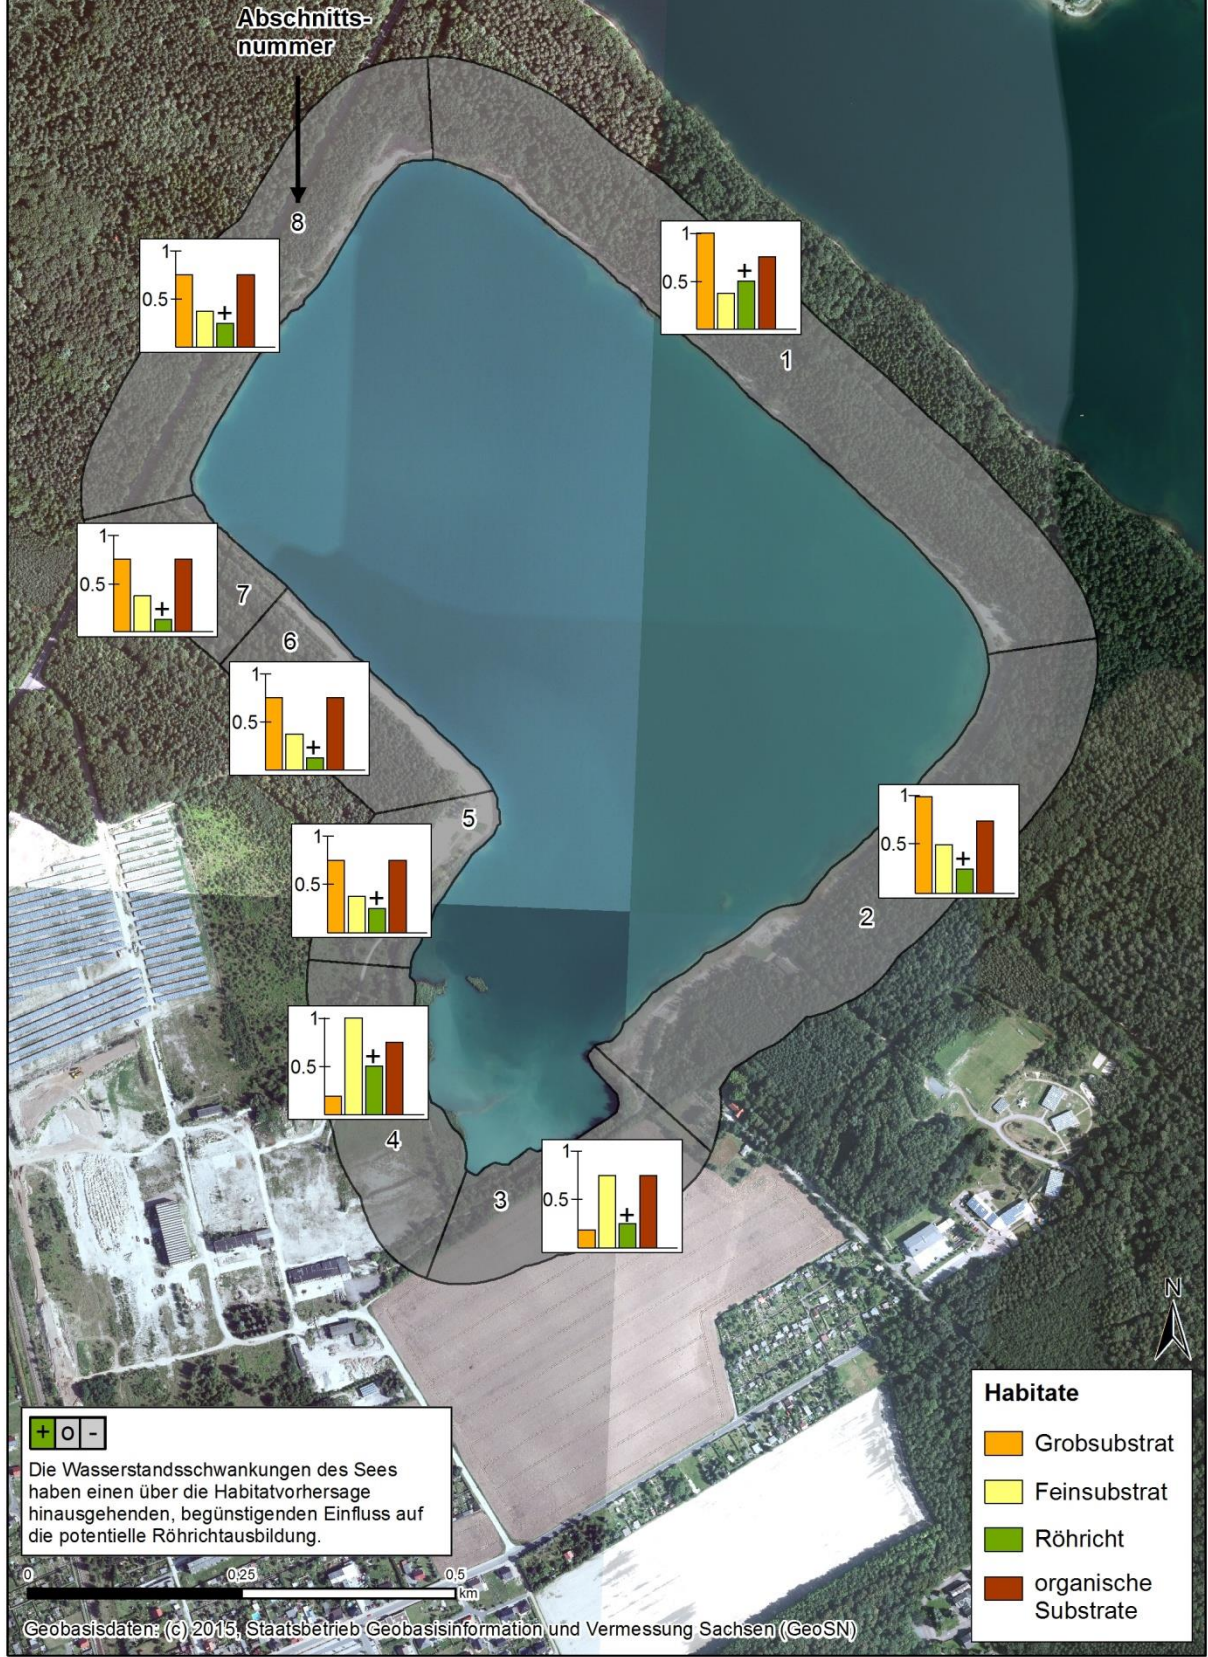 Abschnitts-
nummer
8
1
0.5
+
1
0.5
+
1
1
0.5
+
7
6
1
0.5
+
5
1
0.5
+
1
0.5
+
2
1
0.5
+
4
3
1
0.5
+
N
+ o -
Die Wasserstandsschwankungen des Sees
haben einen über die Habitatvorhersage
hinausgehenden, begünstigenden Einfluss auf
die potentielle Röhrichtausbildung.
Habitate
Grobsubstrat
Feinsubstrat
Röhricht
organische
Substrate
0 0,25 0,5
km
Geobasisdaten: (c) 2015, Staatsbetrieb Geobasisinformation und Vermessung Sachsen (GeoSN)